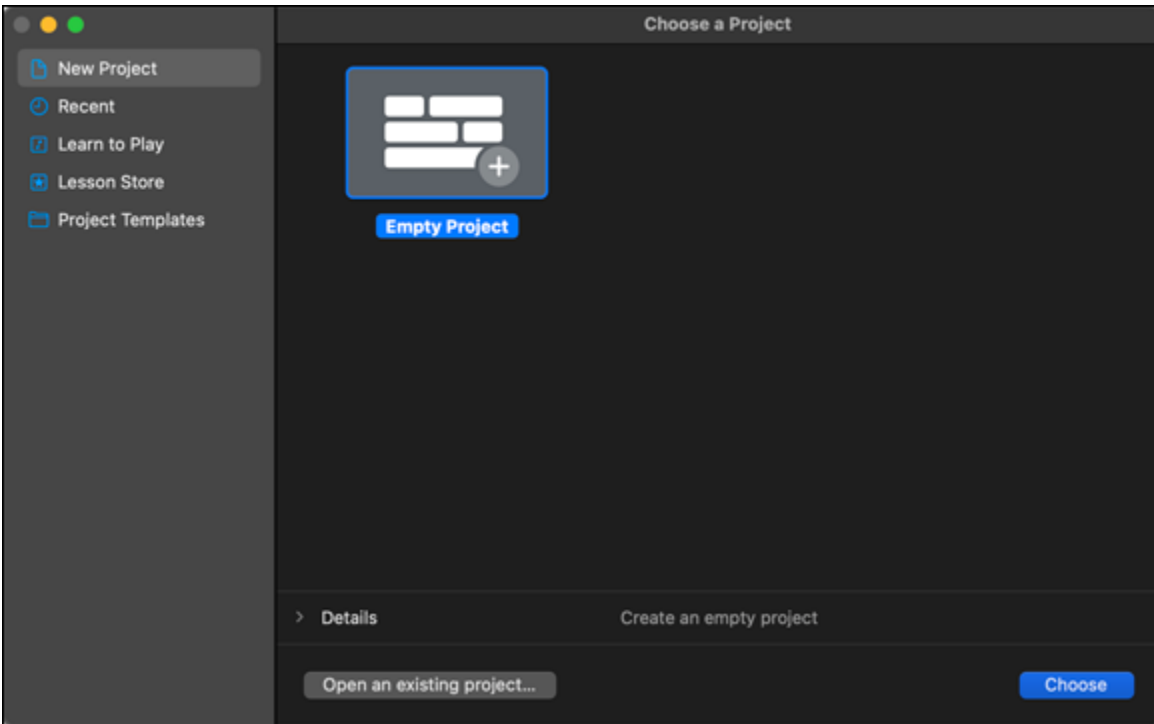 Choose a Project
New Project
Recent
Learn to Play
Lesson Store
Project Templates
Empty Project
Details
Create an empty project
Open an existing project...
Choose